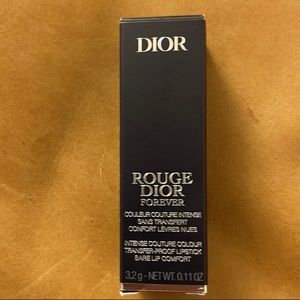 DIOR
ROUGE
DIOR
FOREVER
COULEUR COUTURE INTENSE
SANS TRANSFERT
CONFORT LÈVRES NUES
INTENSE COUTURE COLOUR
TRANSFER-PROOF LIPSTICK
BARE LIP COMFORT
3,2 g - NET WT. 0.11 OZ